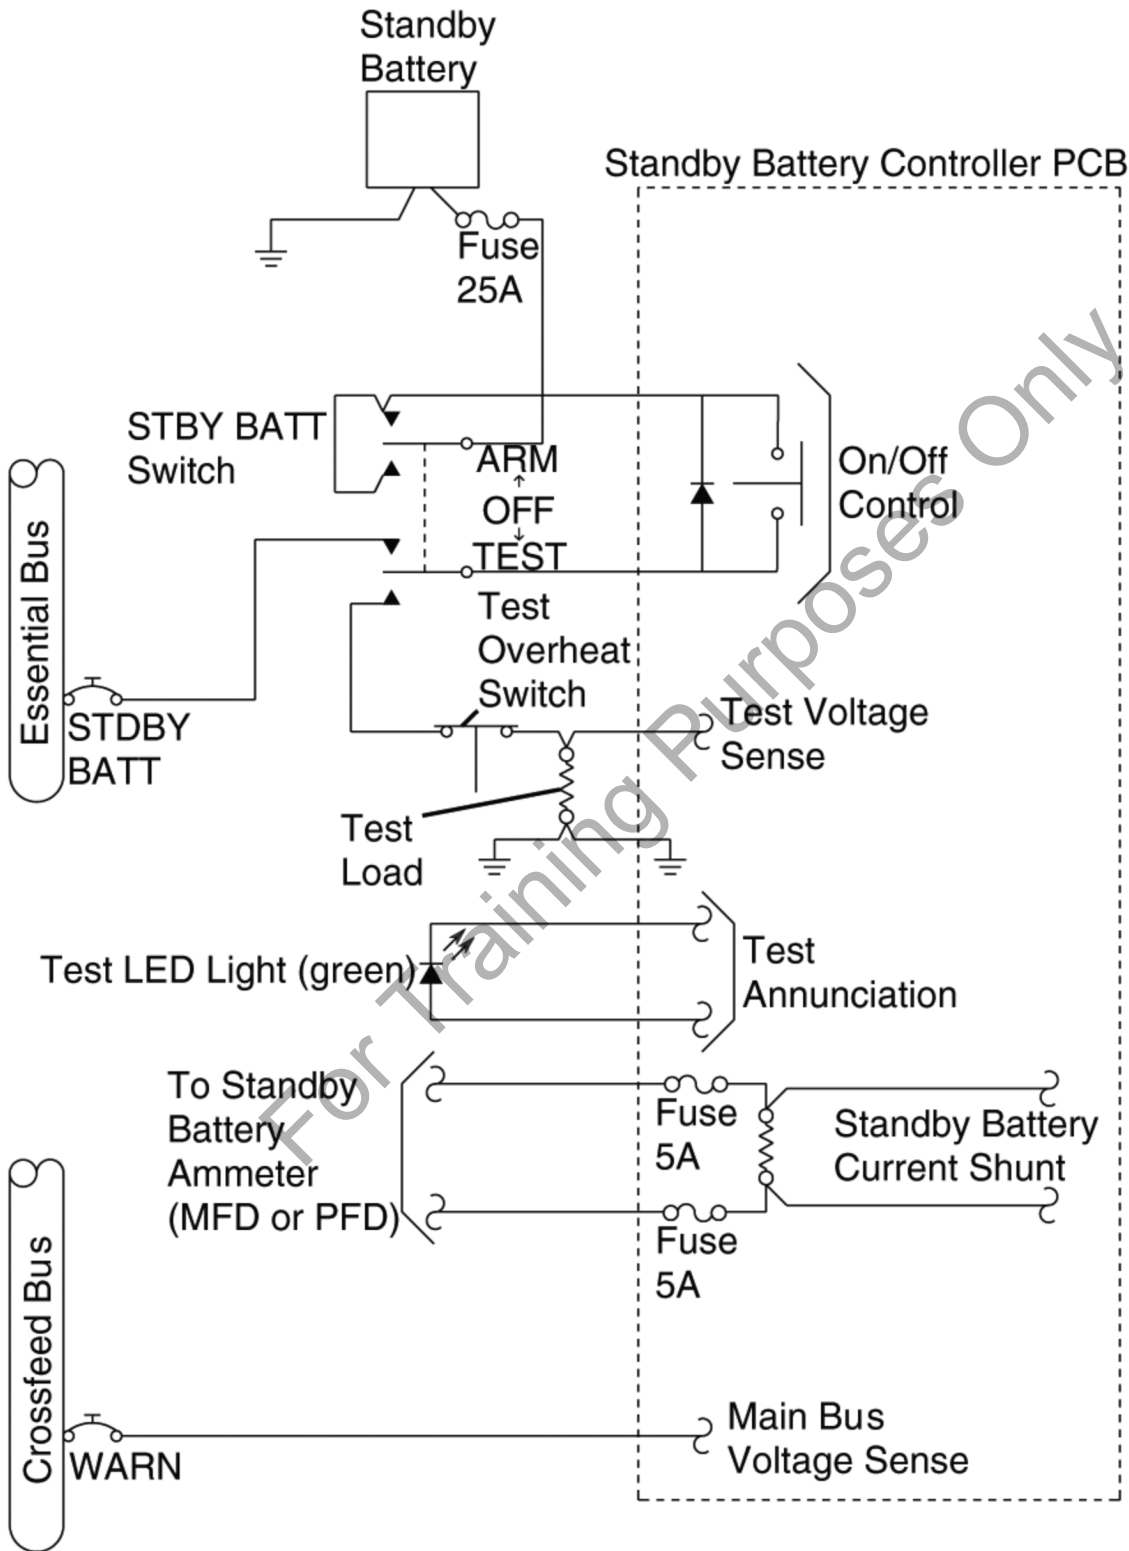 Standby
Battery
Standby Battery Controller PCB
Fuse
25A
STBY BATT
Switch
ARM
OFF
TEST
On/Off
Control
Essential Bus
STDBY
BATT
Test
Overheat
Switch
Test Voltage
Sense
Test
Load
Test LED Light (green)
Test
Annunciation
To Standby
Battery
Ammeter
(MFD or PFD)
Fuse
5A
Standby Battery
Current Shunt
Fuse
5A
Crossfeed Bus
WARN
Main Bus
Voltage Sense
For Training Purposes Only